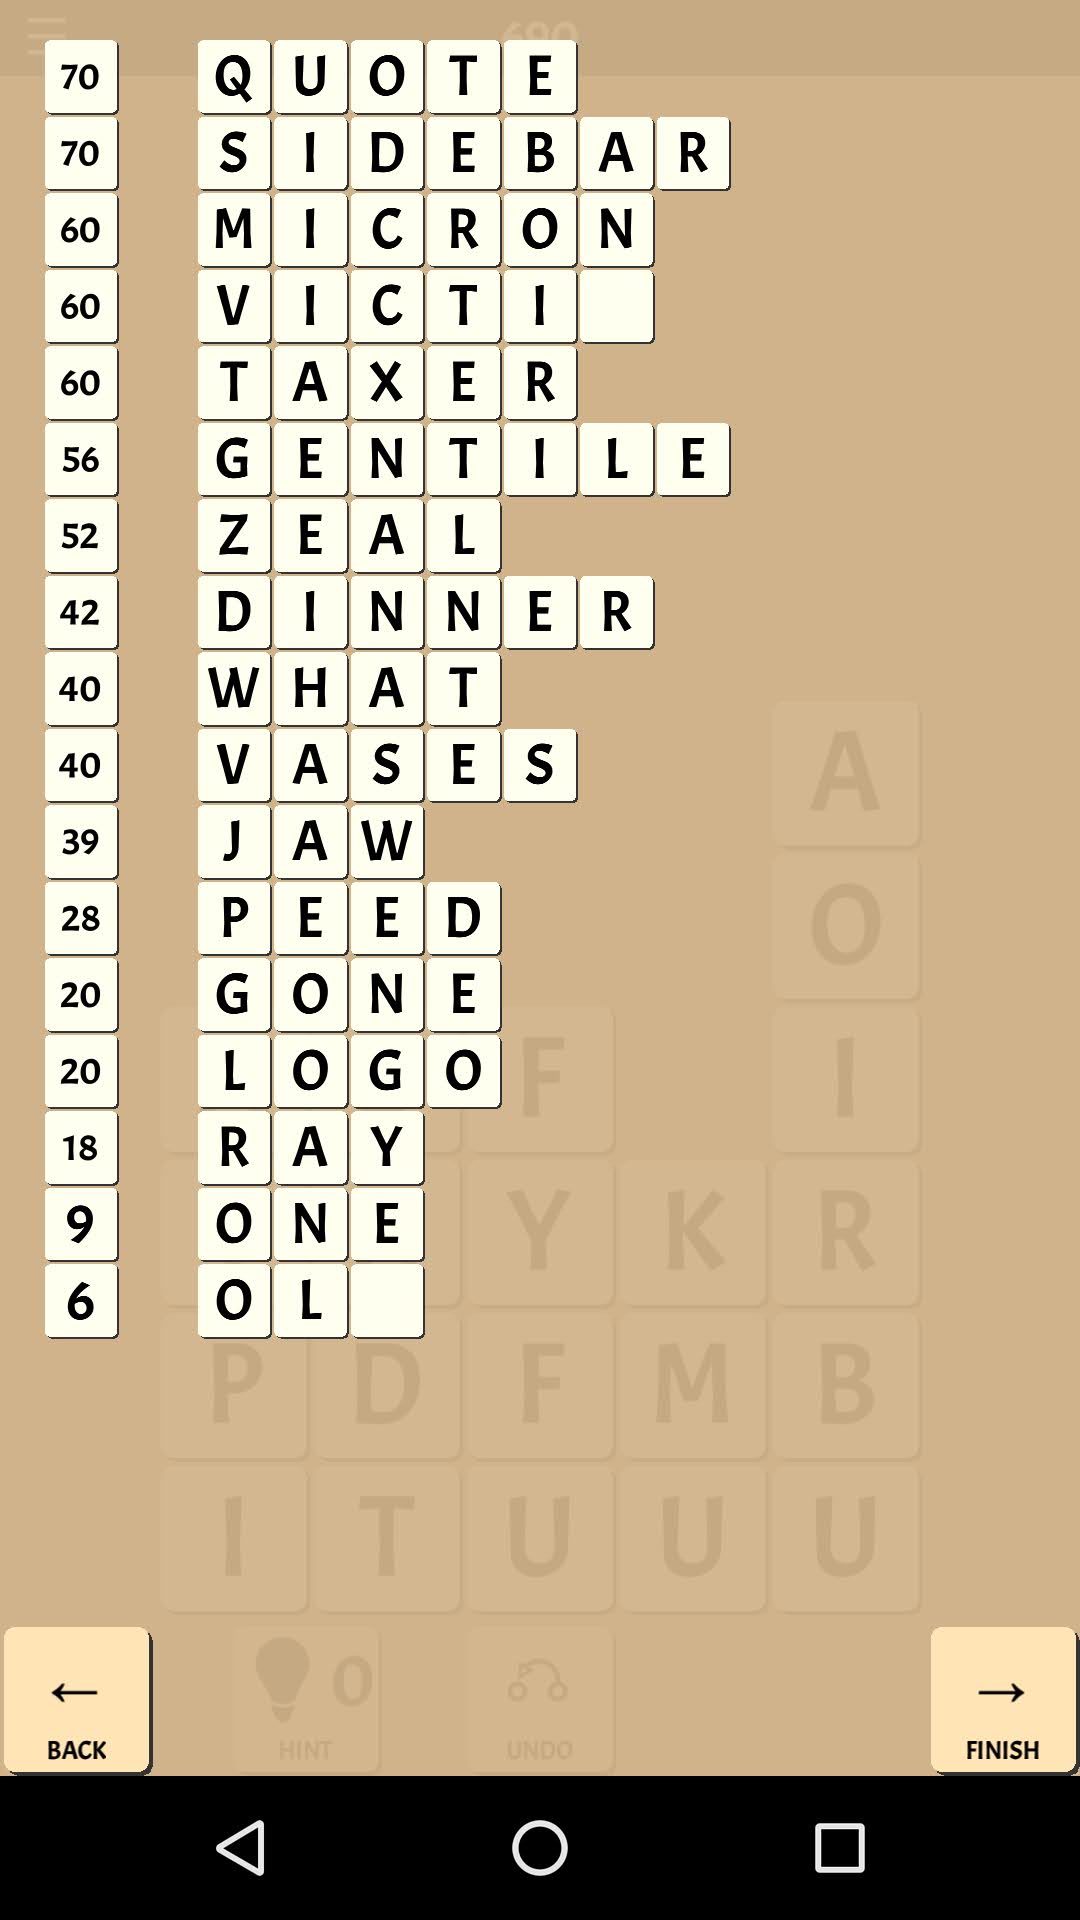 690
70 QUOTE
70 SIDEBAR
60 MICRON
60 VICTI
60 TAXER
56 GENTILE
52 ZEAL
42 DINNER
40 WHAT
40 VASES
A
39 JAW
28 PEED
O
20 GONE
20 LOGO
F I
18 RAY
9 ONE
Y K R
6 OL
P D F M B
I T U U U
← BACK
0 HINT
UNDO
→ FINISH